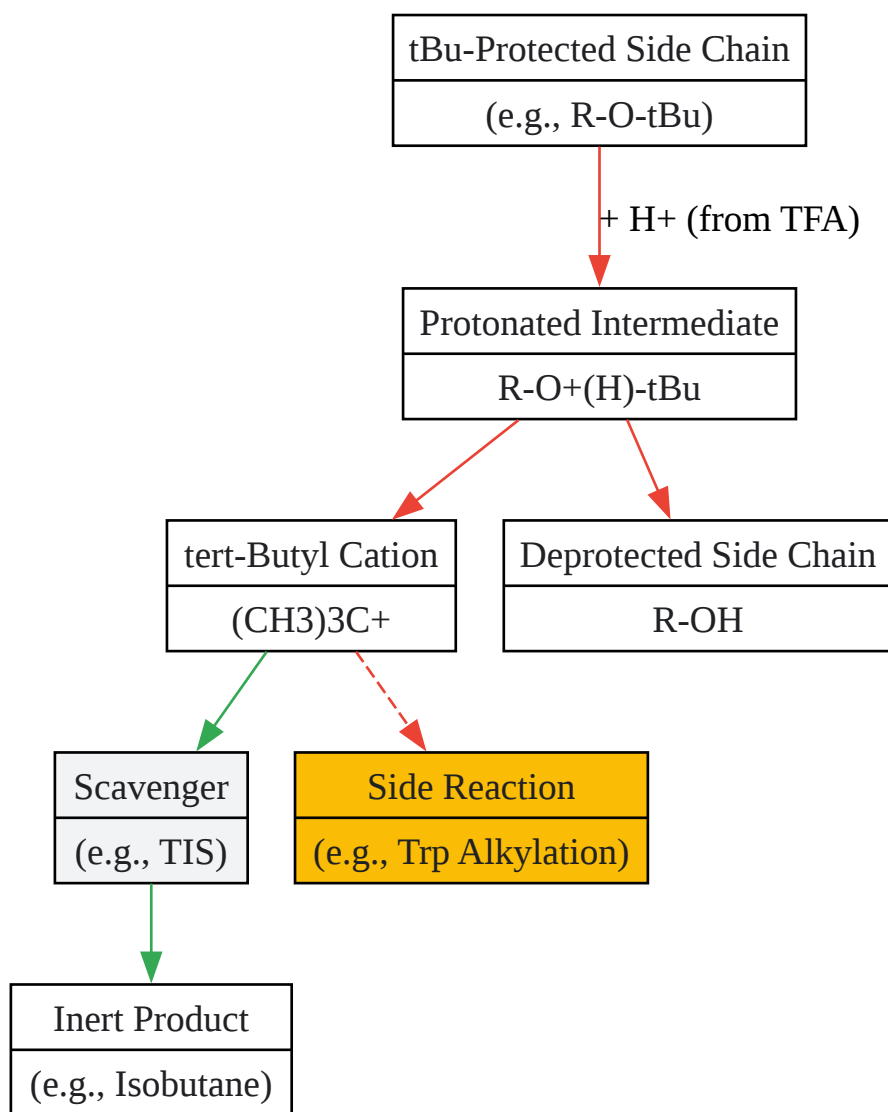 tBu-Protected Side Chain
(e.g., R-O-tBu)
+ H+ (from TFA)
Protonated Intermediate
R-O+(H)-tBu
tert-Butyl Cation
(CH3)3C+
Deprotected Side Chain
R-OH
Scavenger
(e.g., TIS)
Side Reaction
(e.g., Trp Alkylation)
Inert Product
(e.g., Isobutane)